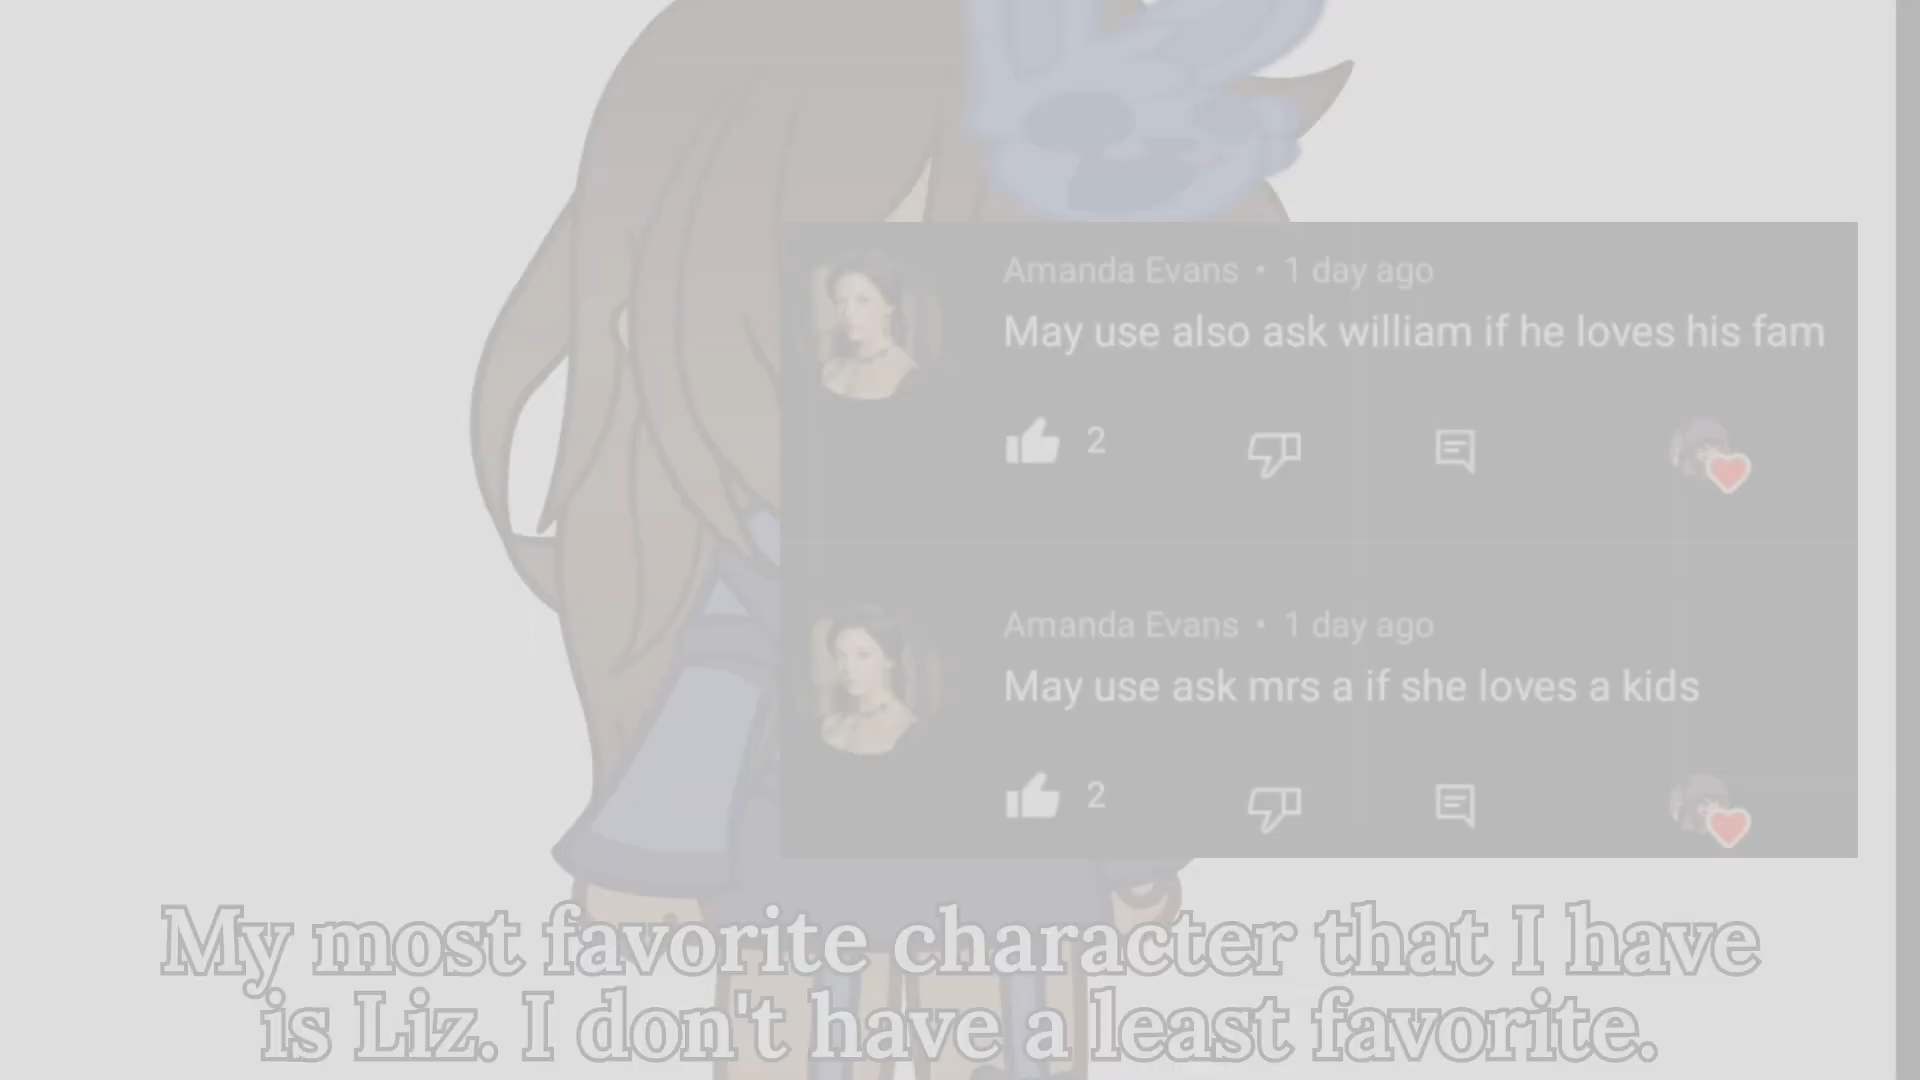 Amanda Evans • 1 day ago
May use also ask william if he loves his fam
2
Amanda Evans • 1 day ago
May use ask mrs a if she loves a kids
2
My most favorite character that I have
is Liz. I don't have a least favorite.